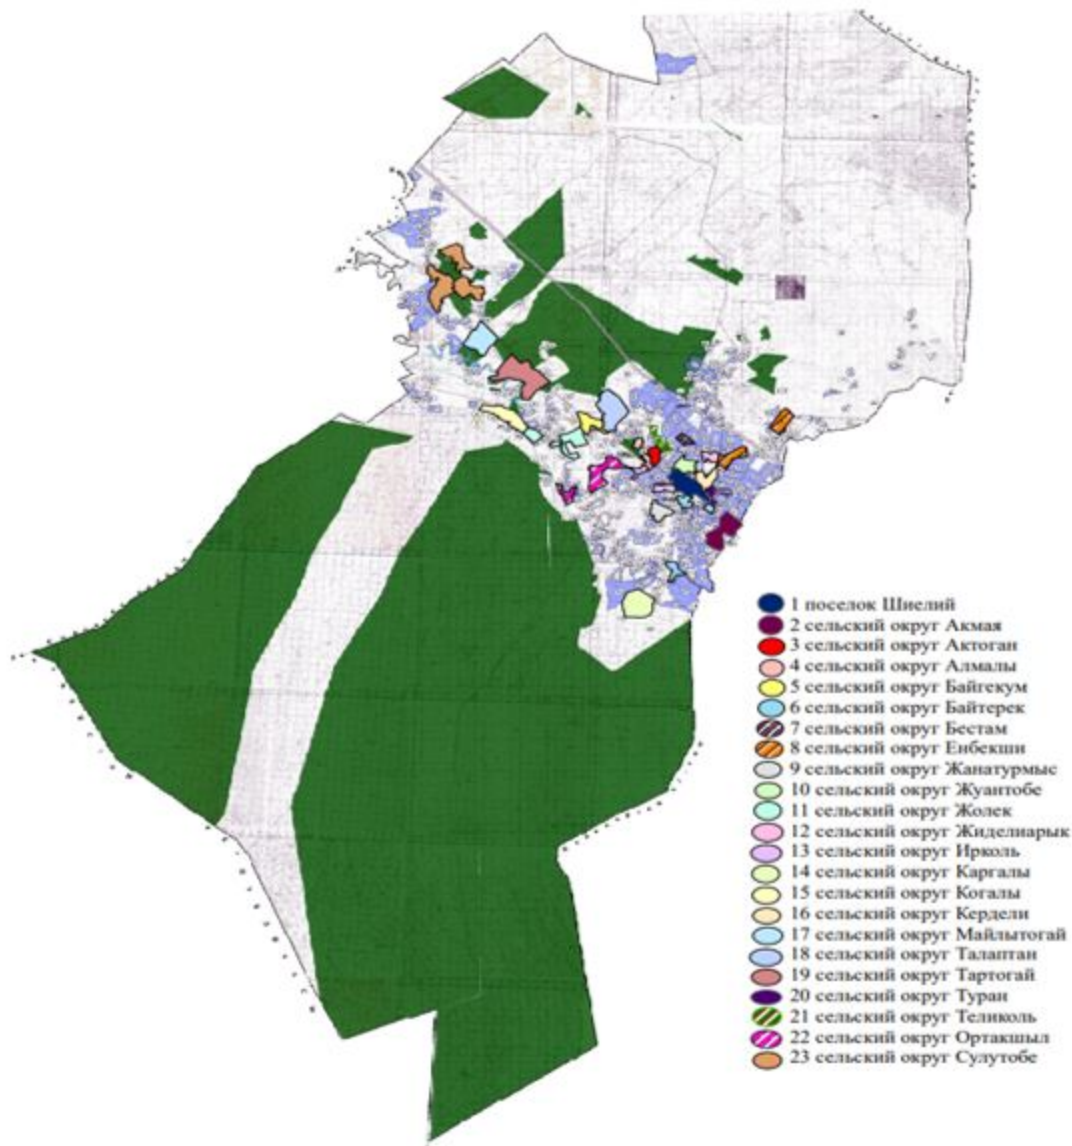 1 поселок Шиелий
2 сельский округ Акмая
3 сельский округ Актоган
4 сельский округ Алмалы
5 сельский округ Байгекум
6 сельский округ Байтерек
7 сельский округ Бестам
8 сельский округ Енбекши
9 сельский округ Жанатурмыс
10 сельский округ Жуантобе
11 сельский округ Жолек
12 сельский округ Жиделиарык
13 сельский округ Ирколь
14 сельский округ Каргалы
15 сельский округ Когалы
16 сельский округ Кердели
17 сельский округ Майлытогай
18 сельский округ Талаптан
19 сельский округ Тартогай
20 сельский округ Туран
21 сельский округ Теликоль
22 сельский округ Ортакшыл
23 сельский округ Сулутобе